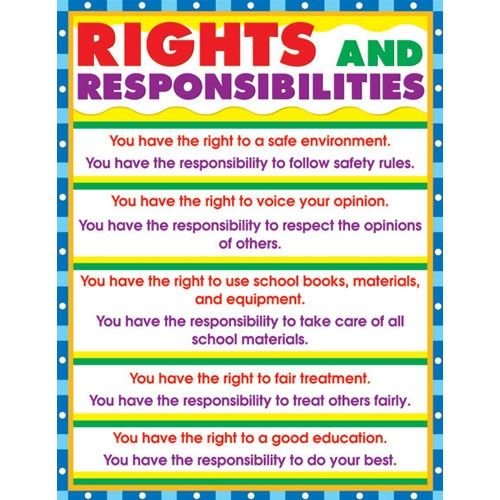 RIGHTS AND
RESPONSIBILITIES
You have the right to a safe environment.
You have the responsibility to follow safety rules.
You have the right to voice your opinion.
You have the responsibility to respect the opinions
of others.
You have the right to use school books, materials,
and equipment.
You have the responsibility to take care of all
school materials.
You have the right to fair treatment.
You have the responsibility to treat others fairly.
You have the right to a good education.
You have the responsibility to do your best.